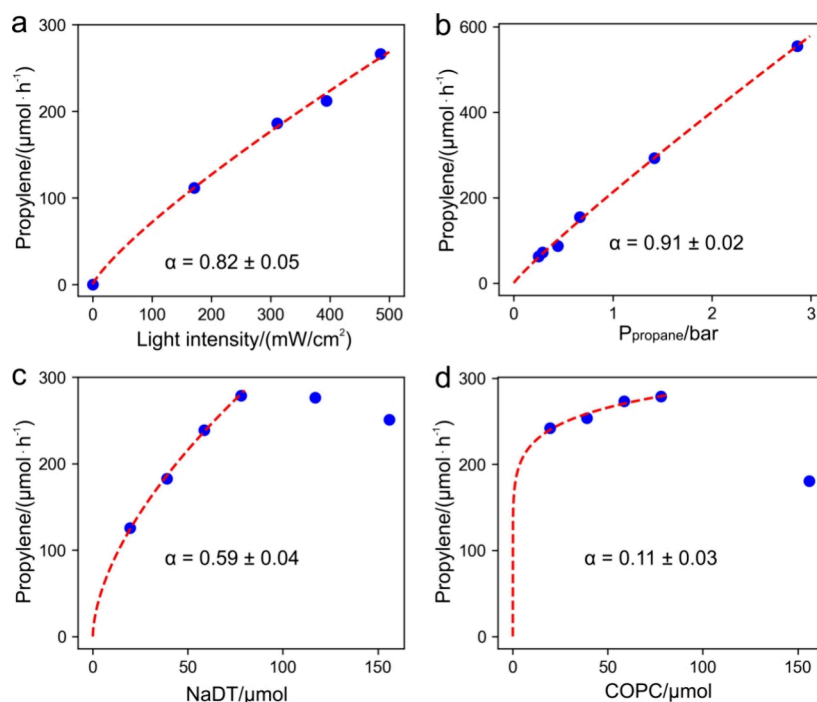 a
300
200
100
0
Propylene/(μmol·h⁻¹)
α = 0.82 ± 0.05
0 100 200 300 400 500
Light intensity/(mW/cm²)
b
600
400
200
0
Propylene/(μmol·h⁻¹)
α = 0.91 ± 0.02
0 1 2 3
Ppropane/bar
c
300
200
100
0
Propylene/(μmol·h⁻¹)
α = 0.59 ± 0.04
0 50 100 150
NaDT/μmol
d
300
200
100
0
Propylene/(μmol·h⁻¹)
α = 0.11 ± 0.03
0 50 100 150
COPC/μmol